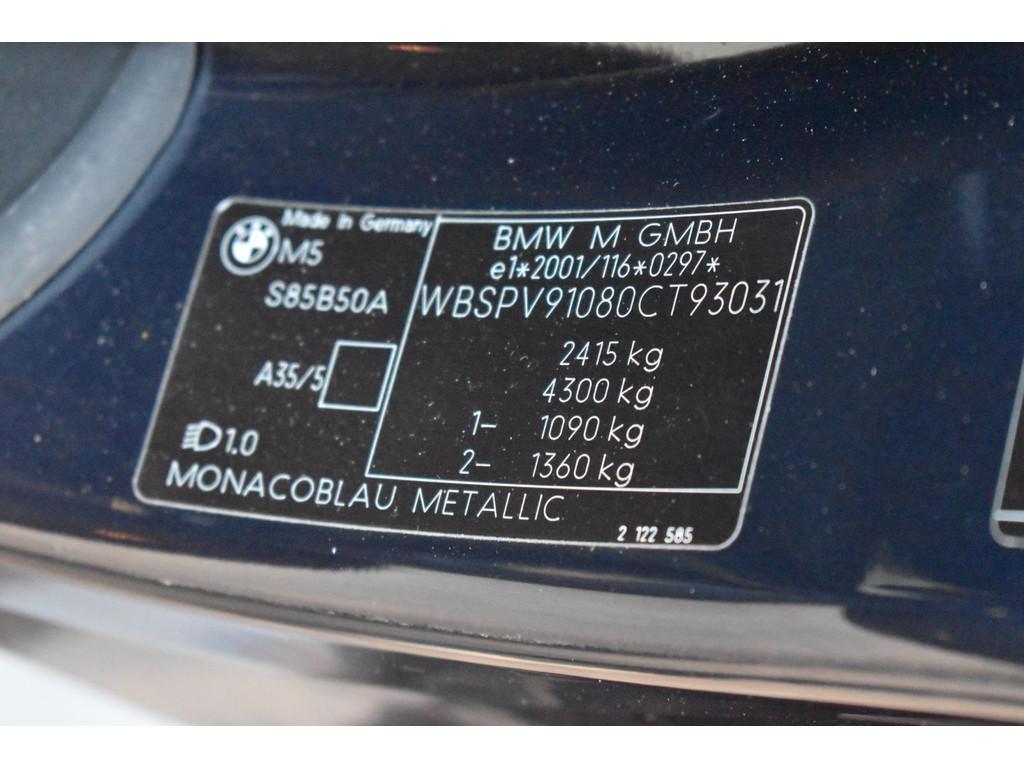 Made in Germany
M5
S85B50A
A35/5
1.0
MONACOBLAU METALLIC
BMW M GMBH
e1*2001/116*0297*
WBSPV91080CT93031
2415 kg
4300 kg
1- 1090 kg
2- 1360 kg
2 122 585